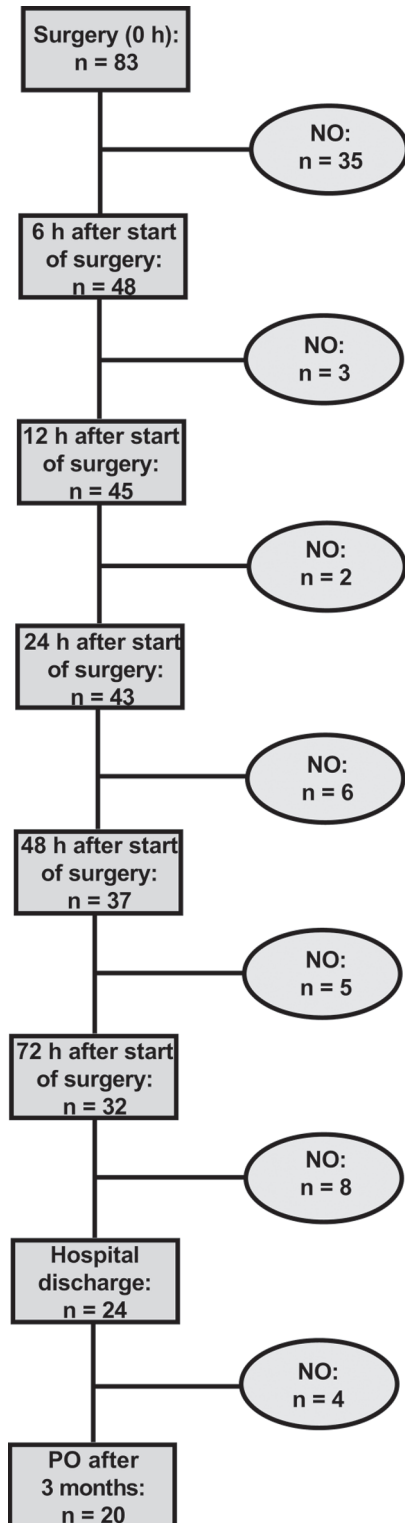 Surgery (0 h):
n = 83
NO:
n = 35
6 h after start
of surgery:
n = 48
NO:
n = 3
12 h after start
of surgery:
n = 45
NO:
n = 2
24 h after start
of surgery:
n = 43
NO:
n = 6
48 h after start
of surgery:
n = 37
NO:
n = 5
72 h after start
of surgery:
n = 32
NO:
n = 8
Hospital
discharge:
n = 24
NO:
n = 4
PO after
3 months:
n = 20